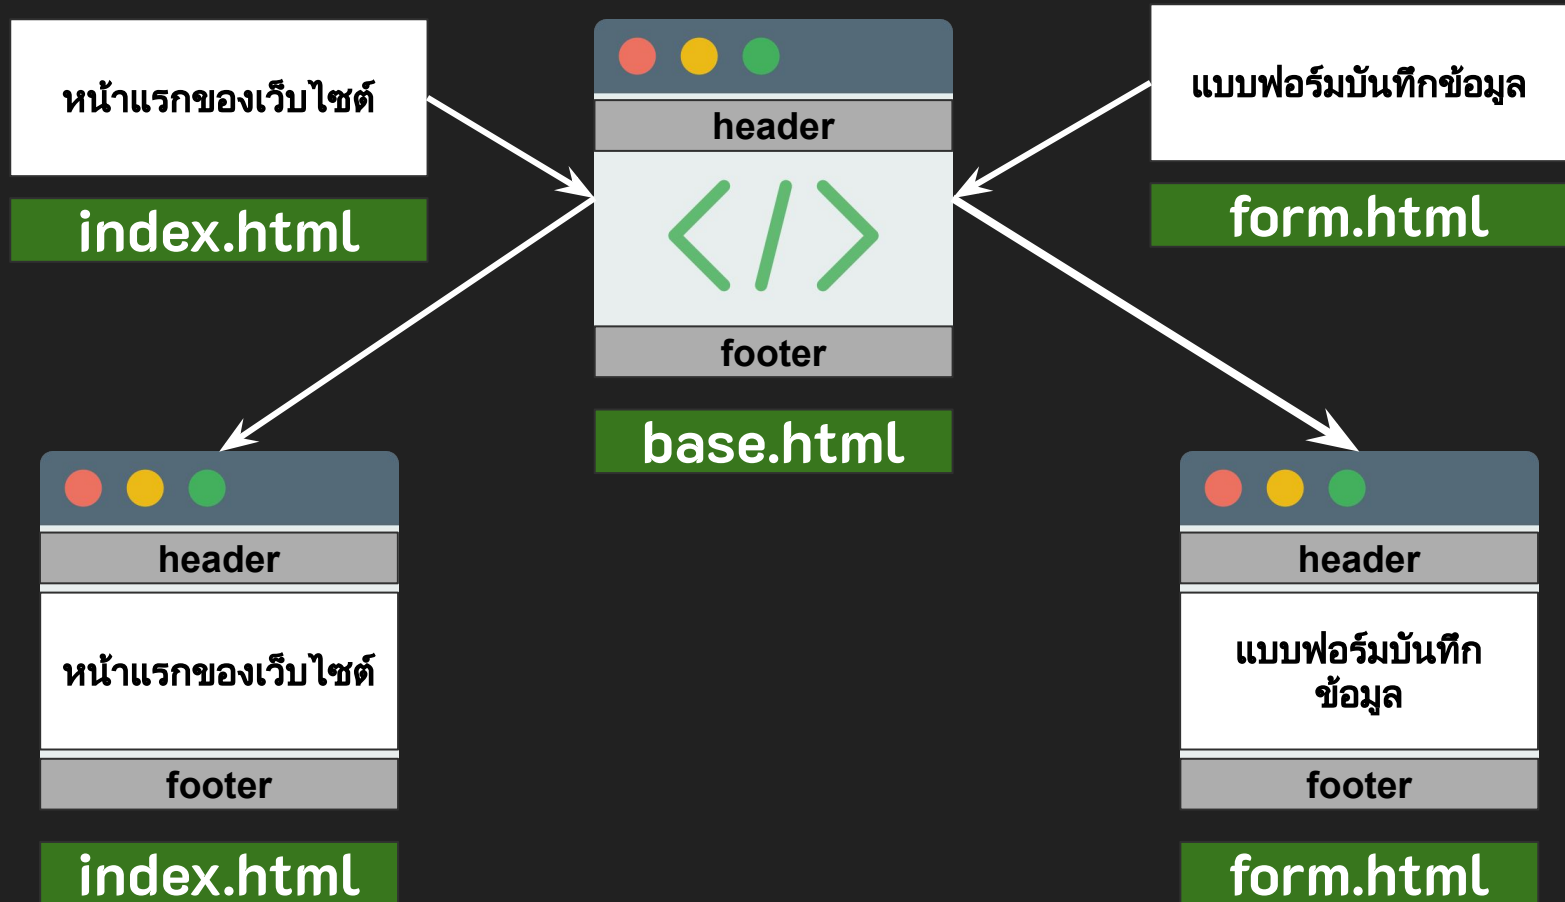 หน้าแรกของเว็บไซต์
index.html
header
</>
footer
base.html
แบบฟอร์มบันทึกข้อมูล
form.html
header
หน้าแรกของเว็บไซต์
footer
index.html
header
แบบฟอร์มบันทึก
ข้อมูล
footer
form.html